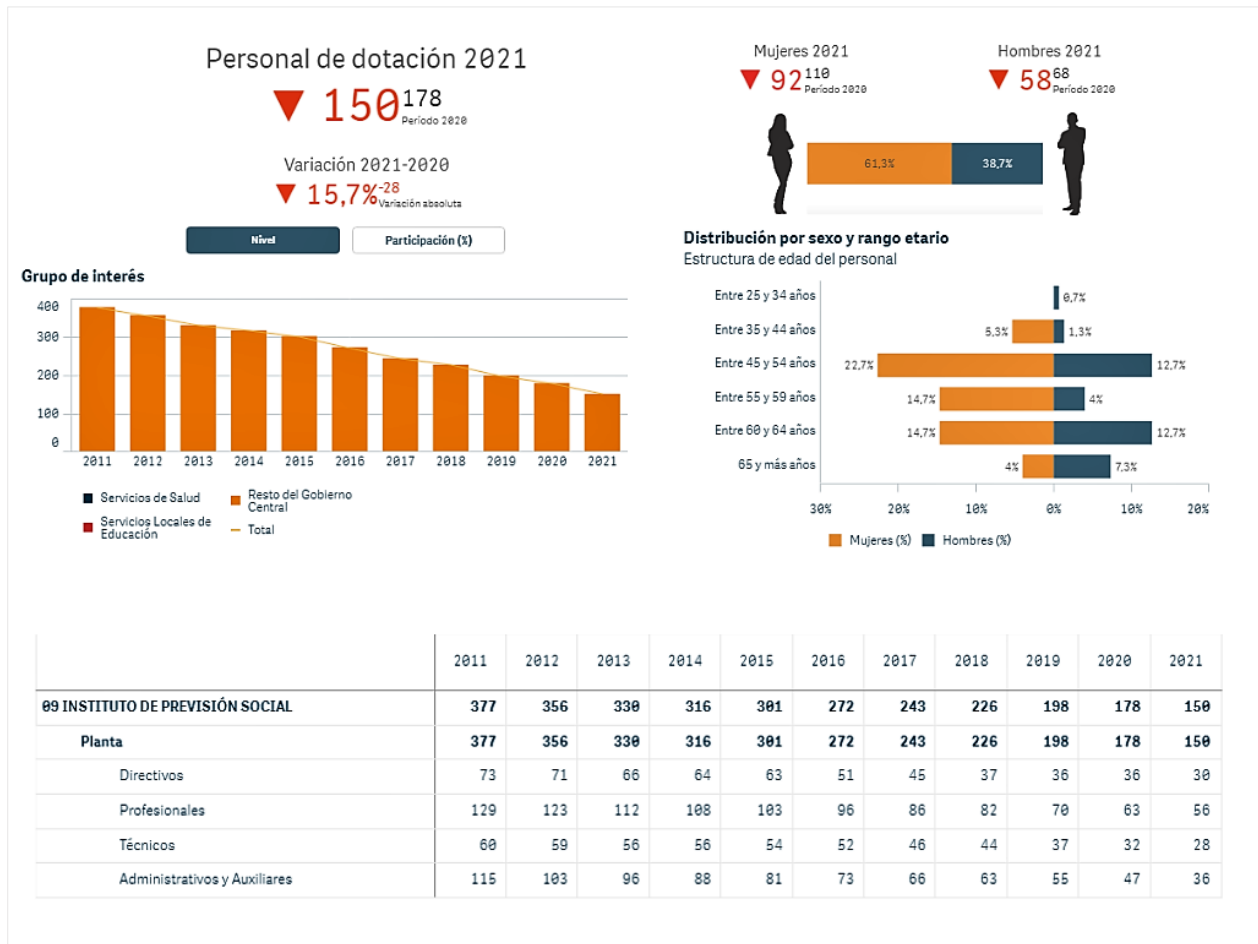 Personal de dotación 2021
▼ 150 178
Período 2020
Variación 2021-2020
▼ 15,7% -28
Variación absoluta
Nivel
Participación (%)
Mujeres 2021
▼ 92 110
Período 2020
Hombres 2021
▼ 58 68
Período 2020
61,3% 38,7%
Grupo de interés
400
300
200
100
0
2011 2012 2013 2014 2015 2016 2017 2018 2019 2020 2021
Servicios de Salud
Resto del Gobierno
Central
Servicios Locales de
Educación
Total
Distribución por sexo y rango etario
Estructura de edad del personal
Entre 25 y 34 años 0,7%
Entre 35 y 44 años 5,3% 1,3%
Entre 45 y 54 años 22,7% 12,7%
Entre 55 y 59 años 14,7% 4%
Entre 60 y 64 años 14,7% 12,7%
65 y más años 4% 7,3%
30% 20% 10% 0% 10% 20%
Mujeres (%) Hombres (%)
2011 2012 2013 2014 2015 2016 2017 2018 2019 2020 2021
09 INSTITUTO DE PREVISIÓN SOCIAL 377 356 330 316 301 272 243 226 198 178 150
Planta 377 356 330 316 301 272 243 226 198 178 150
Directivos 73 71 66 64 63 51 45 37 36 36 30
Profesionales 129 123 112 108 103 96 86 82 70 63 56
Técnicos 60 59 56 56 54 52 46 44 37 32 28
Administrativos y Auxiliares 115 103 96 88 81 73 66 63 55 47 36